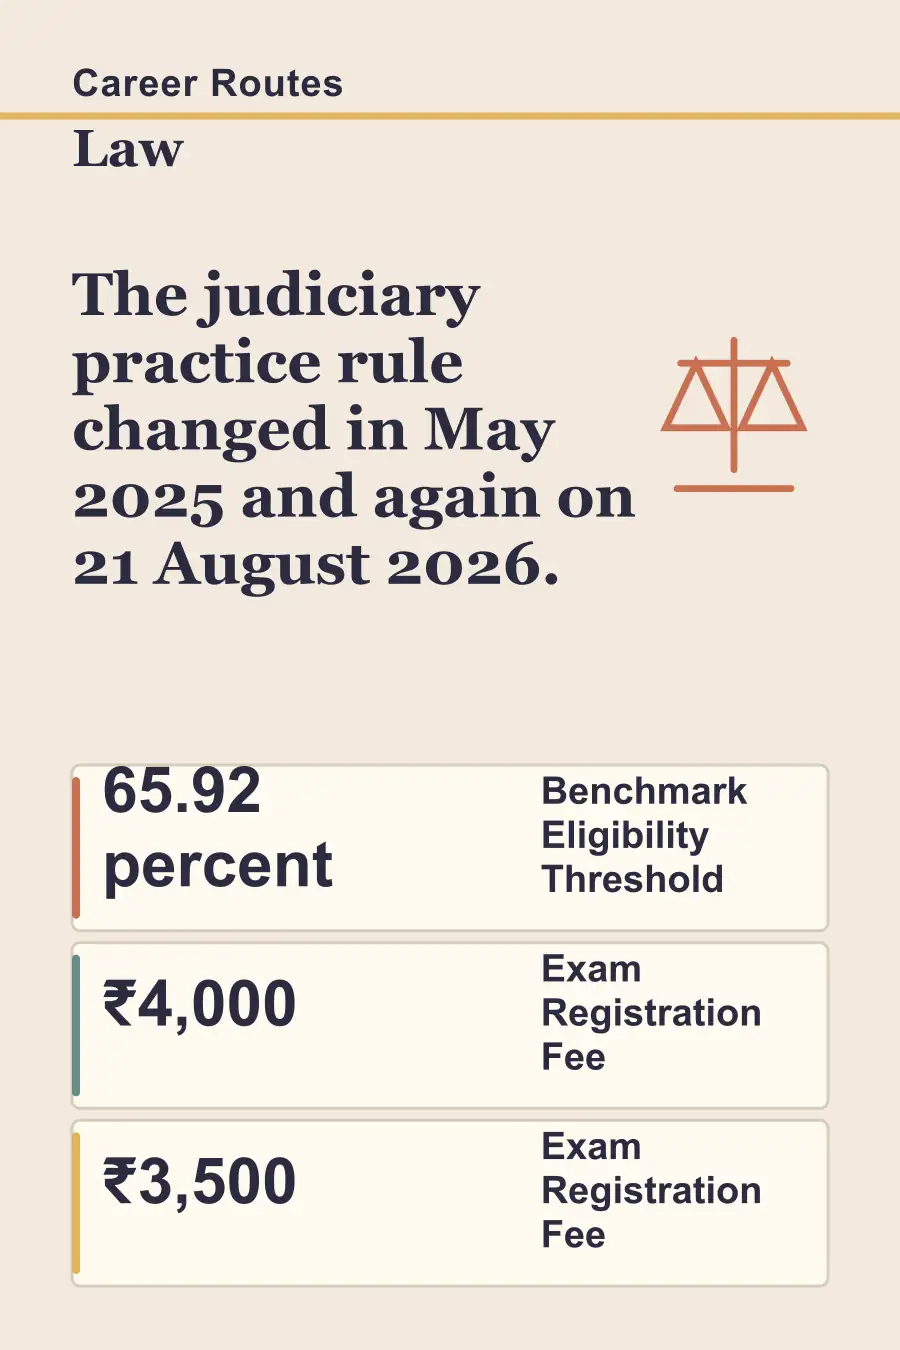 Career Routes
Law
The judiciary
practice rule
changed in May
2025 and again on
21 August 2026.
65.92
percent
Benchmark
Eligibility
Threshold
₹4,000
Exam
Registration
Fee
₹3,500
Exam
Registration
Fee